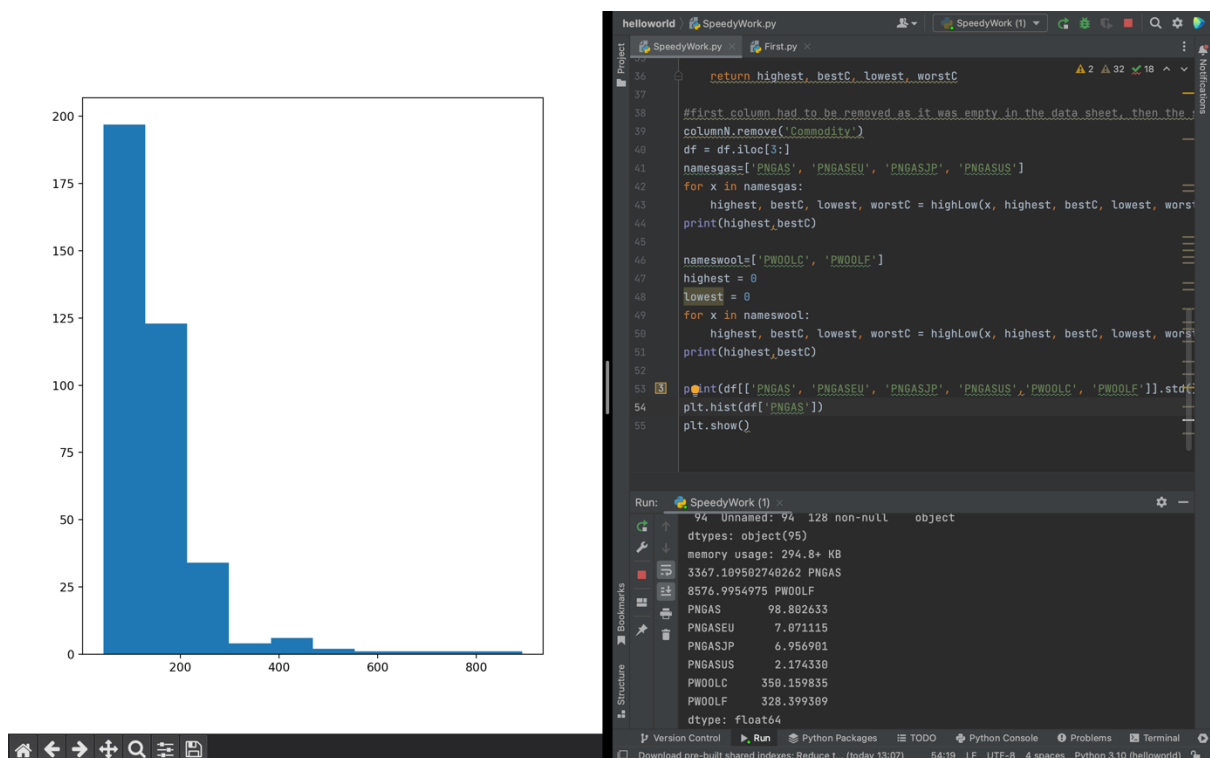 200
175
150
125
100
75
50
25
0
200 400 600 800
helloworld SpeedyWork.py SpeedyWork (1)
SpeedyWork.py First.py
Project
Notifications
36 return highest, bestC, lowest, worstC
2 32 18
37
38 #first column had to be removed as it was empty in the data sheet, then the
39 columnN.remove('Commodity')
40 df = df.iloc[3:]
41 namesgas=['PNGAS', 'PNGASEU', 'PNGASJP', 'PNGASUS']
42 for x in namesgas:
43 highest, bestC, lowest, worstC = highLow(x, highest, bestC, lowest, wors
44 print(highest,bestC)
45
46 nameswool=['PWOOLC', 'PWOOLF']
47 highest = 0
48 lowest = 0
49 for x in nameswool:
50 highest, bestC, lowest, worstC = highLow(x, highest, bestC, lowest, wors
51 print(highest,bestC)
52
53 print(df[['PNGAS', 'PNGASEU', 'PNGASJP', 'PNGASUS','PWOOLC', 'PWOOLF']].std()
54 plt.hist(df['PNGAS'])
55 plt.show()
Run: SpeedyWork (1)
94 Unnamed: 94 128 non-null object
dtypes: object(95)
memory usage: 294.8+ KB
3367.109502740262 PNGAS
8576.9954975 PWOOLF
PNGAS 98.802633
PNGASEU 7.071115
PNGASJP 6.956901
PNGASUS 2.174330
PWOOLC 350.159835
PWOOLF 328.399309
dtype: float64
Bookmarks
Structure
Version Control Run Python Packages TODO Python Console Problems Terminal
Download pre-built shared indexes: Reduce t... (today 13:07) 54:19 LF UTF-8 4 spaces Python 3.10 (helloworld)